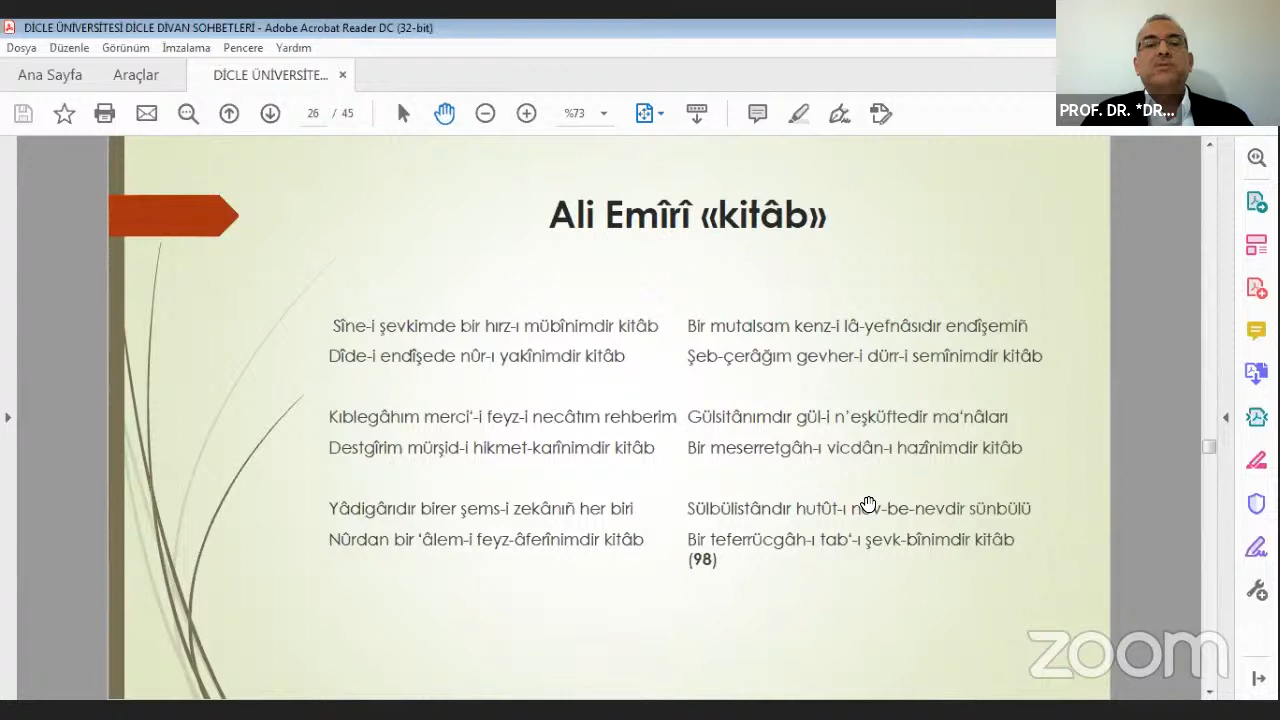 DİCLE ÜNİVERSİTESİ DİCLE DİVAN SOHBETLERİ - Adobe Acrobat Reader DC (32-bit)
Dosya Düzenle Görünüm İmzalama Pencere Yardım
Ana Sayfa Araçlar DİCLE ÜNİVERSİTE... ×
26 / 45 %73
PROF. DR. *DR...
Ali Emîrî «kitâb»
Sîne-i şevkimde bir hırz-ı mübînimdir kitâb
Dîde-i endîşede nûr-ı yakînimdir kitâb
Kıblegâhım merci‘-i feyz-i necâtım rehberim
Destgîrim mürşid-i hikmet-karînimdir kitâb
Yâdigârıdır birer şems-i zekânıñ her biri
Nûrdan bir ‘âlem-i feyz-âferînimdir kitâb
Bir mutalsam kenz-i lâ-yefnâsıdır endîşemiñ
Şeb-çerâğım gevher-i dürr-i semînimdir kitâb
Gülsitânımdır gül-i n’eşküftedir ma‘nâları
Bir meserretgâh-ı vicdân-ı hazînimdir kitâb
Sülbülistândır hutût-ı nev-be-nevdir sünbülü
Bir teferrücgâh-ı tab‘-ı şevk-bînimdir kitâb
(98)
zoom